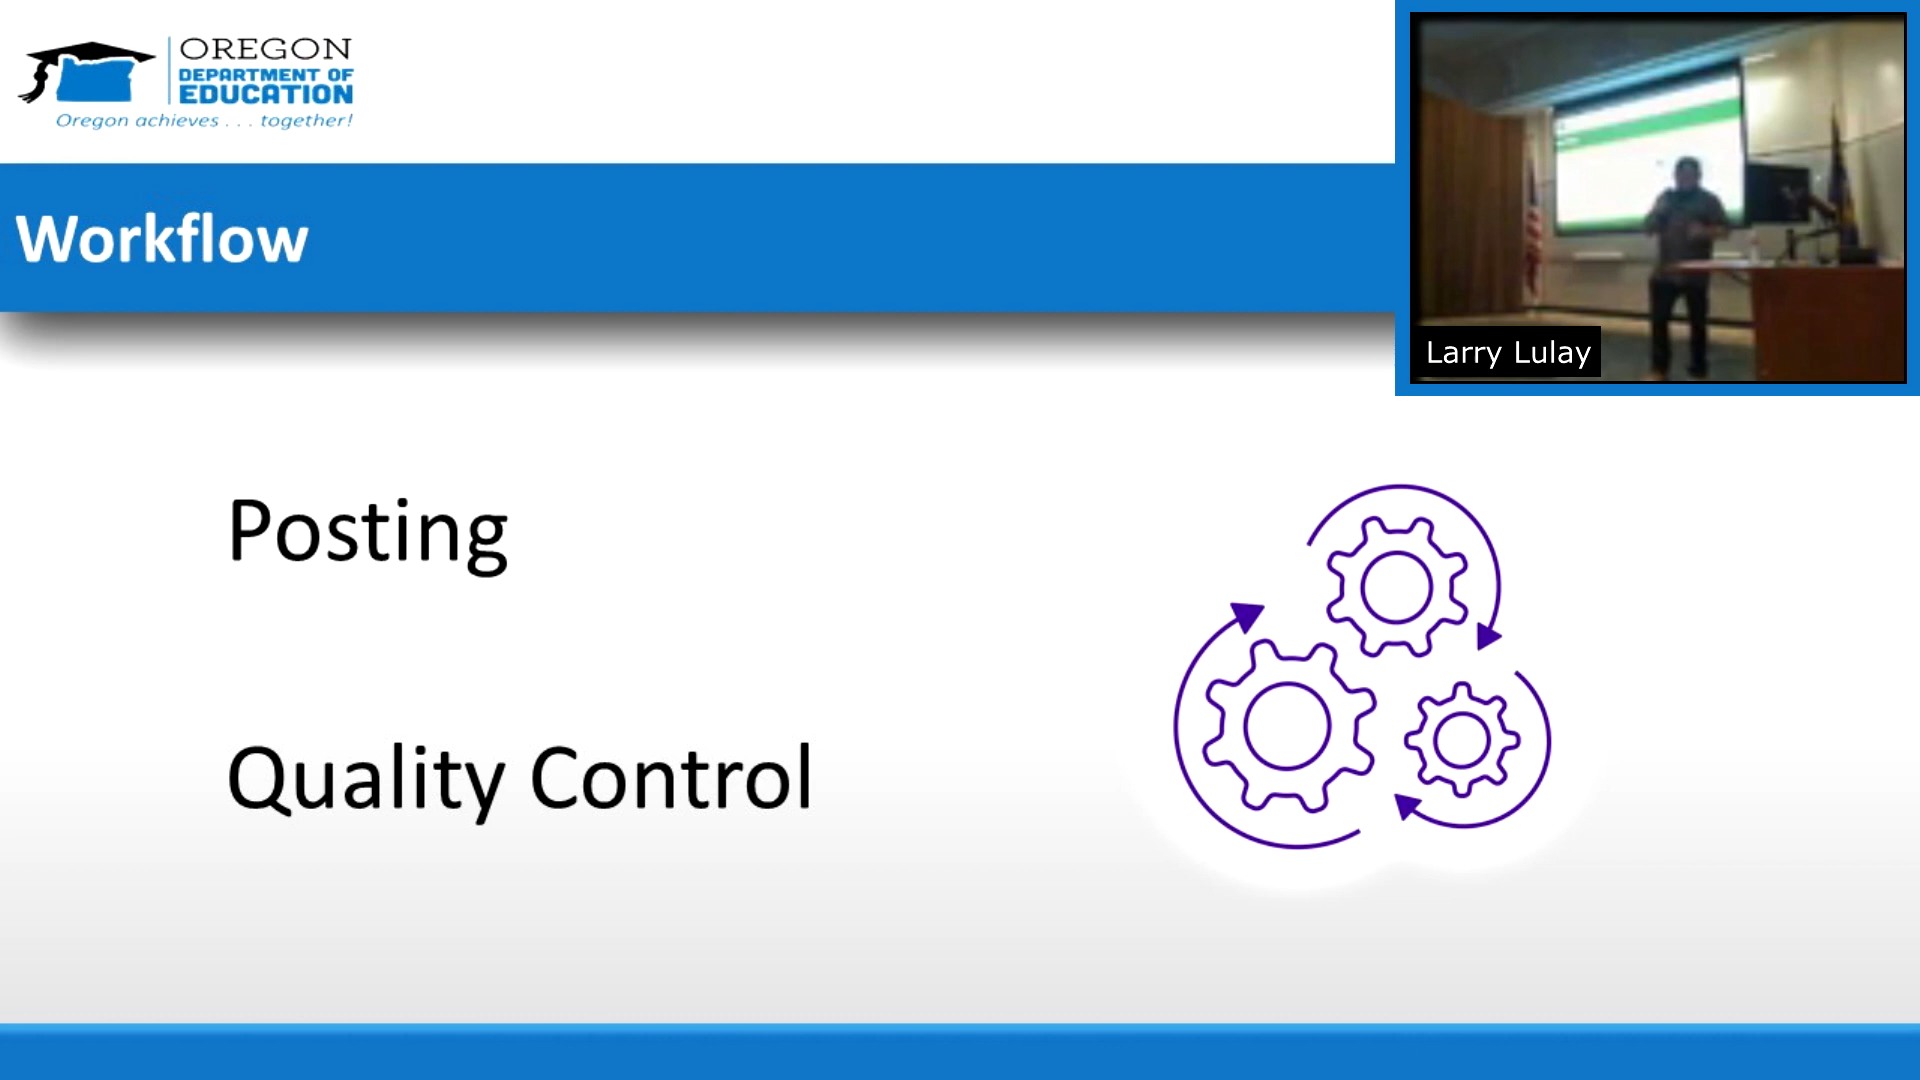 OREGON
DEPARTMENT OF
EDUCATION
Oregon achieves . . . together!
Workflow
Larry Lulay
Posting
Quality Control